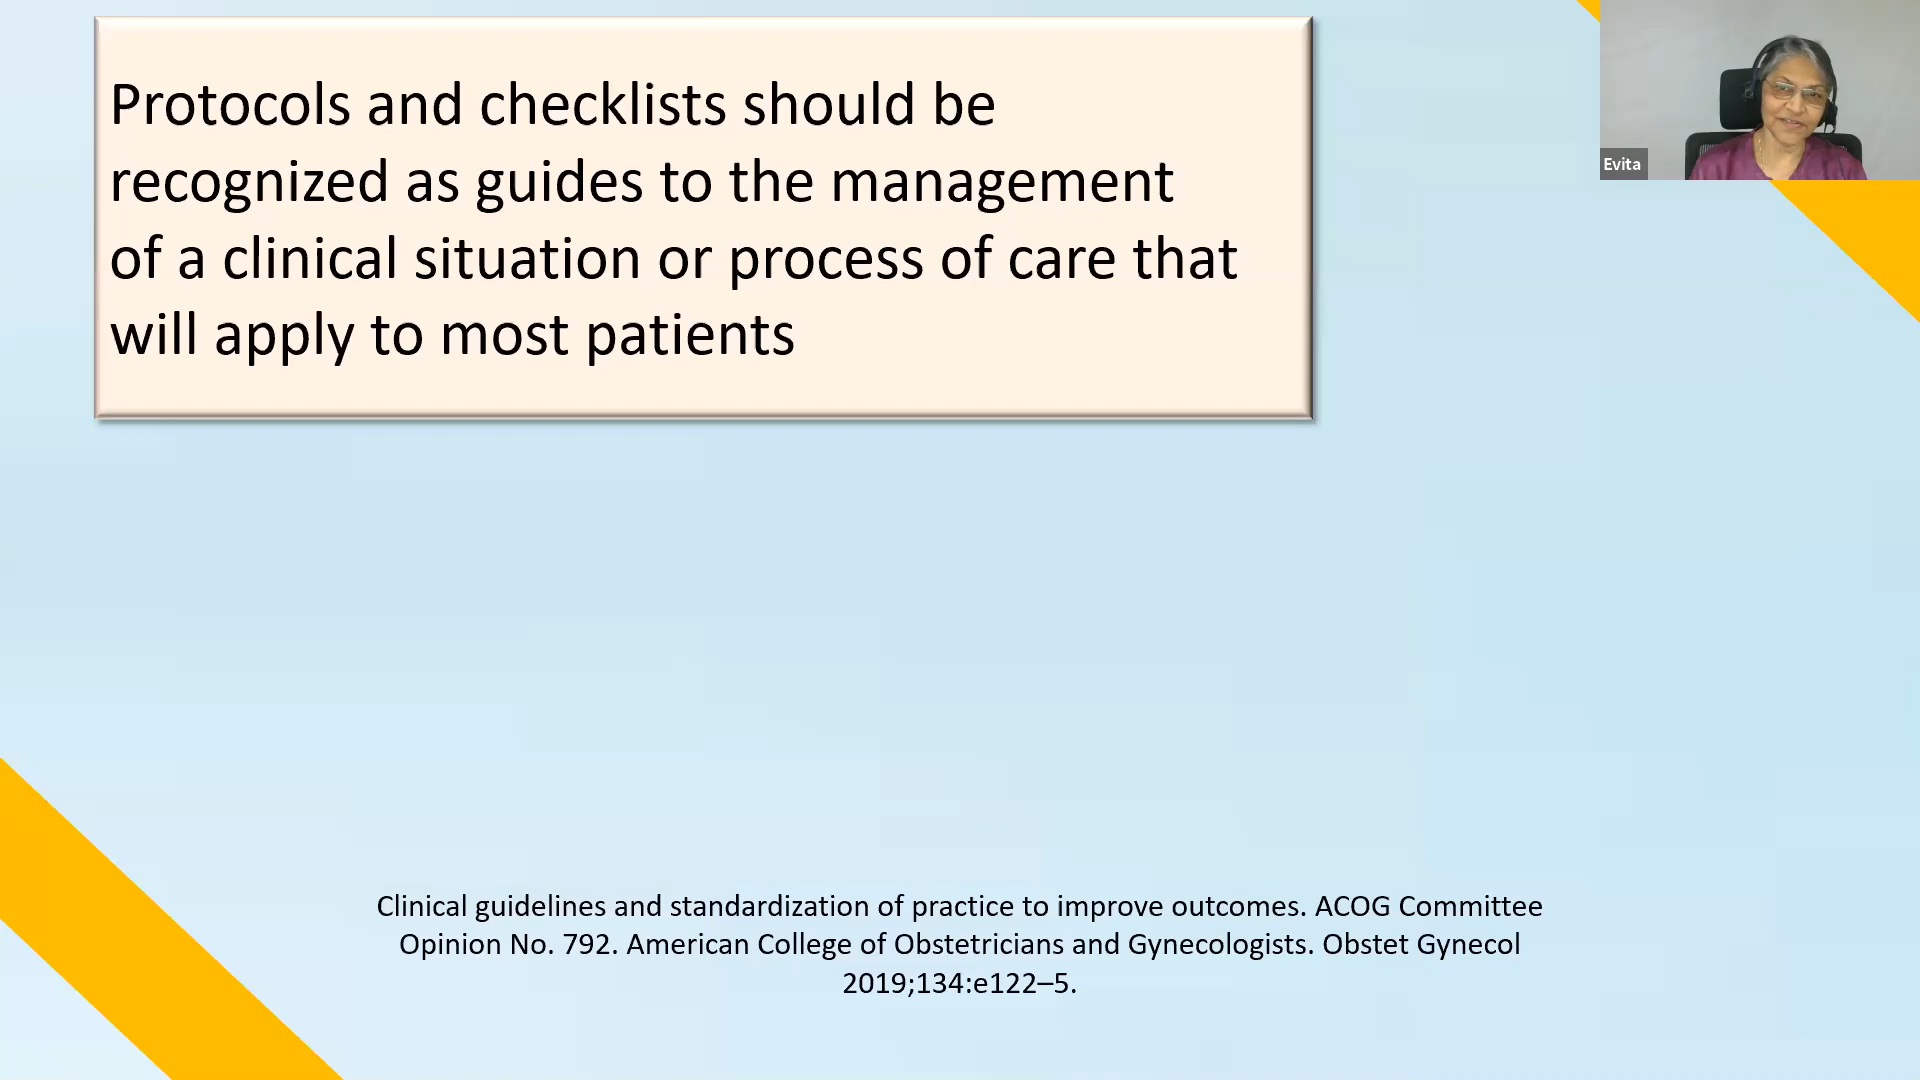 Protocols and checklists should be
recognized as guides to the management
of a clinical situation or process of care that
will apply to most patients
Evita
Clinical guidelines and standardization of practice to improve outcomes. ACOG Committee
Opinion No. 792. American College of Obstetricians and Gynecologists. Obstet Gynecol
2019;134:e122–5.